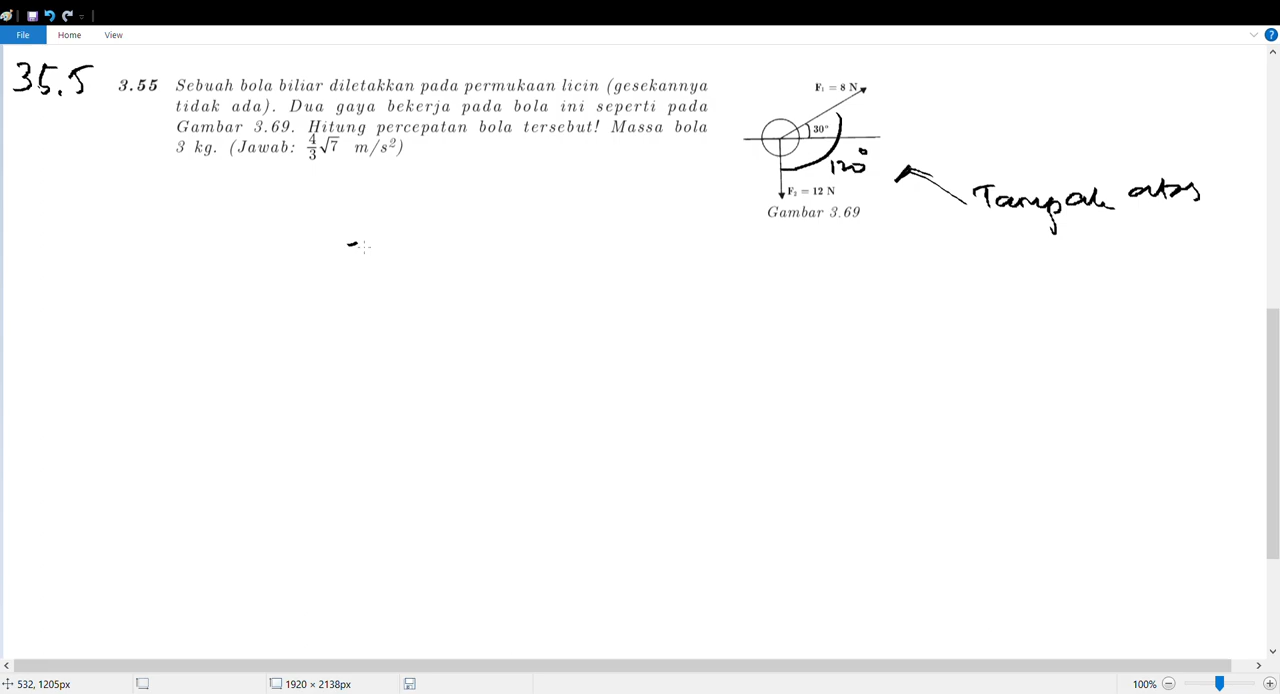 File Home View
35.5
3.55 Sebuah bola biliar diletakkan pada permukaan licin (gesekannya
tidak ada). Dua gaya bekerja pada bola ini seperti pada
Gambar 3.69. Hitung percepatan bola tersebut! Massa bola
3 kg. (Jawab: 4/3√7 m/s²)
F₁ = 8 N
30°
120°
F₂ = 12 N
Gambar 3.69
Tampak atas
532, 1205px 1920 × 2138px 100%